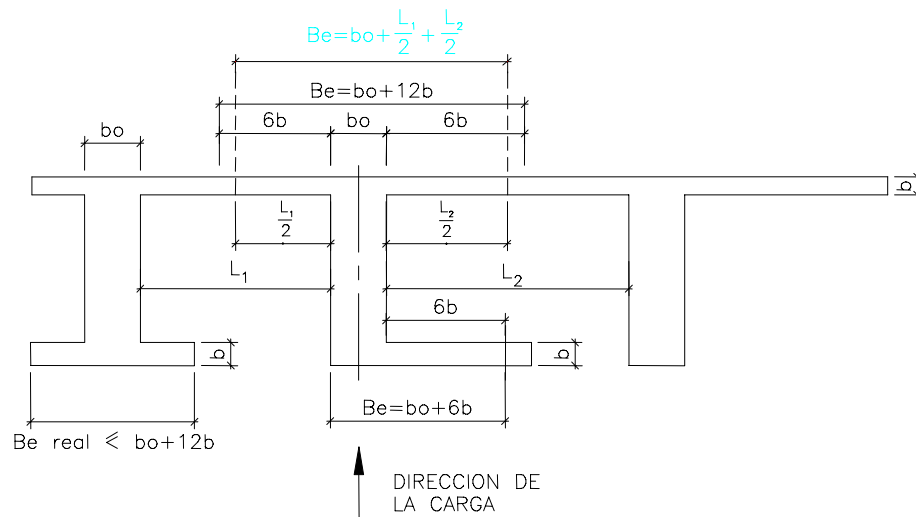 Be=bo+L1/2+L2/2
Be=bo+12b
bo
6b bo 6b
b
L1/2 L2/2
L1 L2
6b
b b
Be=bo+6b
Be real ≤ bo+12b
DIRECCION DE
LA CARGA